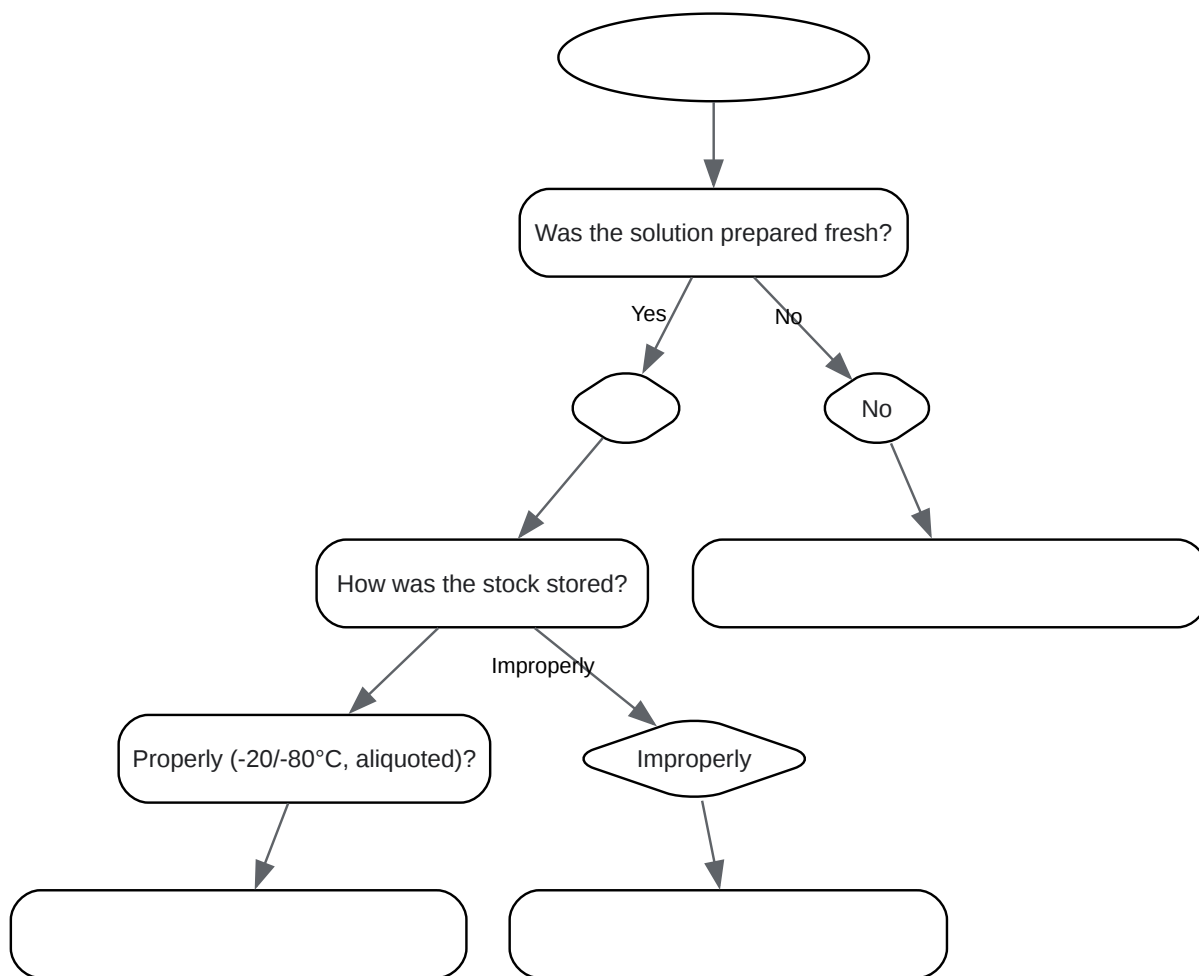 Was the solution prepared fresh?
Yes
No
No
How was the stock stored?
Improperly
Properly (-20/-80°C, aliquoted)?
Improperly